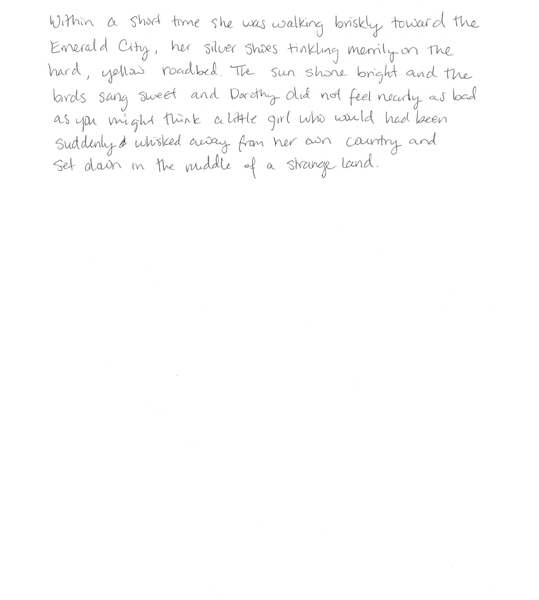 Within a short time she was walking briskly toward the
Emerald City, her silver shoes tinkling merrily on the
hard, yellow roadbed. The sun shone bright and the
birds sang sweet and Dorothy did not feel nearly as bad
as you might think a little girl who would had been
suddenly whisked away from her own country and
set down in the middle of a strange land.